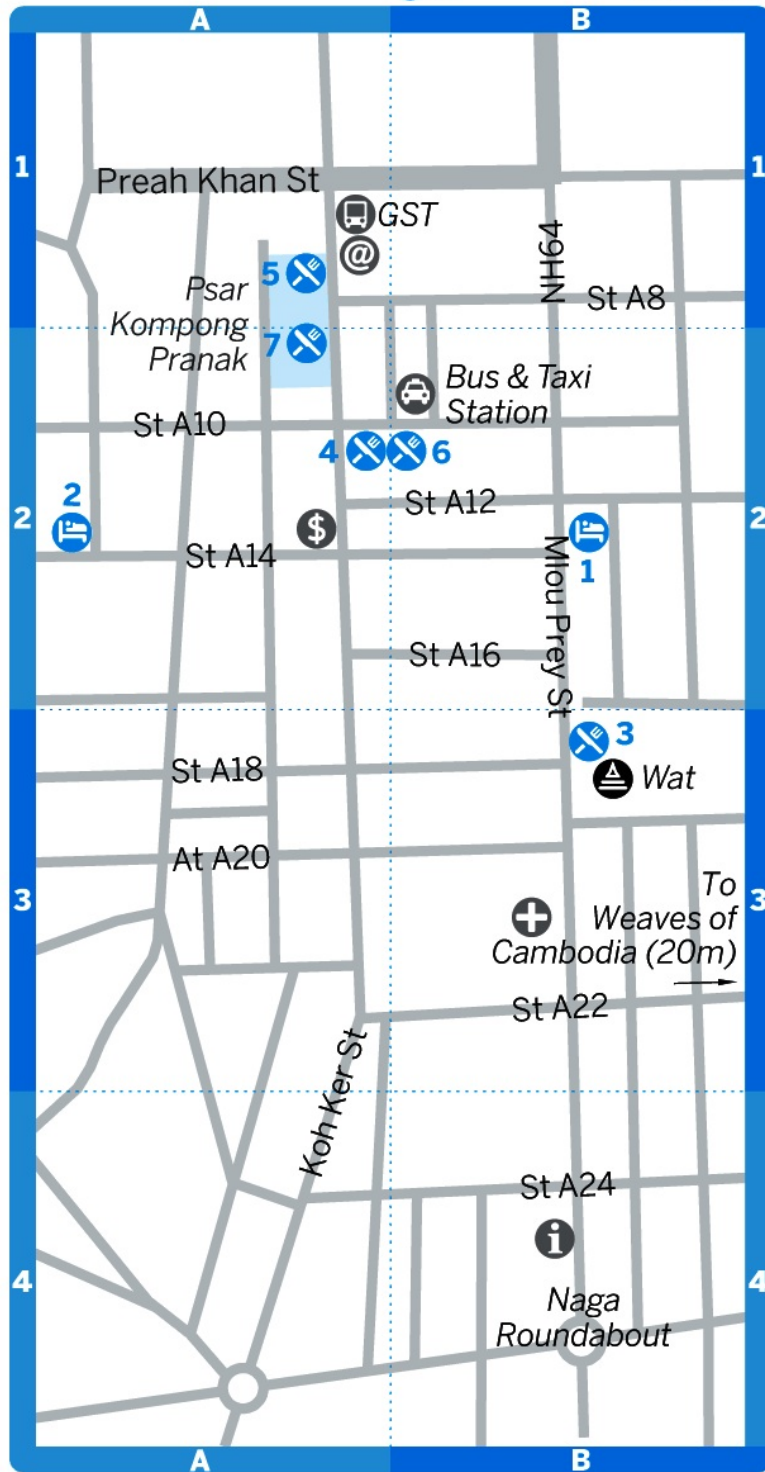 A
B
1
1
Preah Khan St
GST
@
NH64
5
Psar
Kompong
Pranak
St A8
7
Bus & Taxi
Station
St A10
4
6
2
2
2
St A12
$
1
St A14
Mlou Prey St
St A16
3
St A18
Wat
At A20
3
3
To
Weaves of
Cambodia (20m)
St A22
Koh Ker St
St A24
i
4
4
Naga
Roundabout
A
B